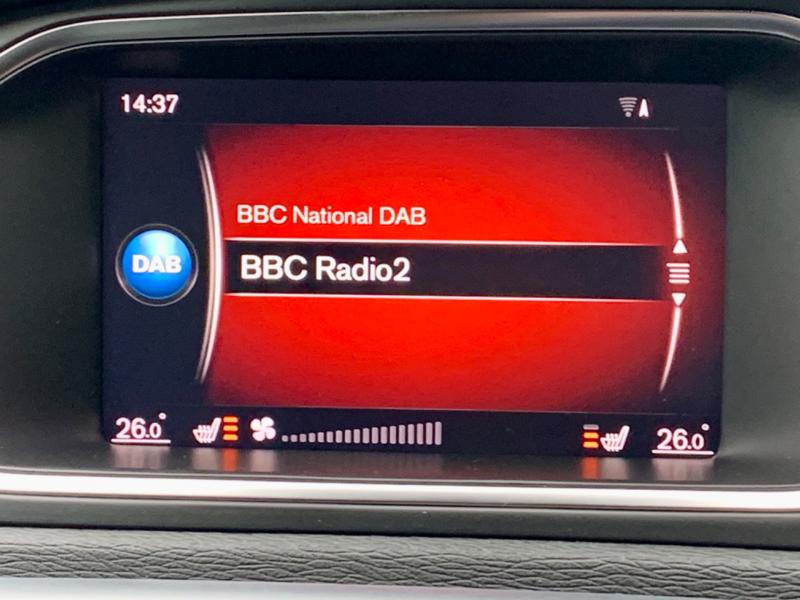 14:37
A
BBC National DAB
DAB
BBC Radio2
26.0°
26.0°